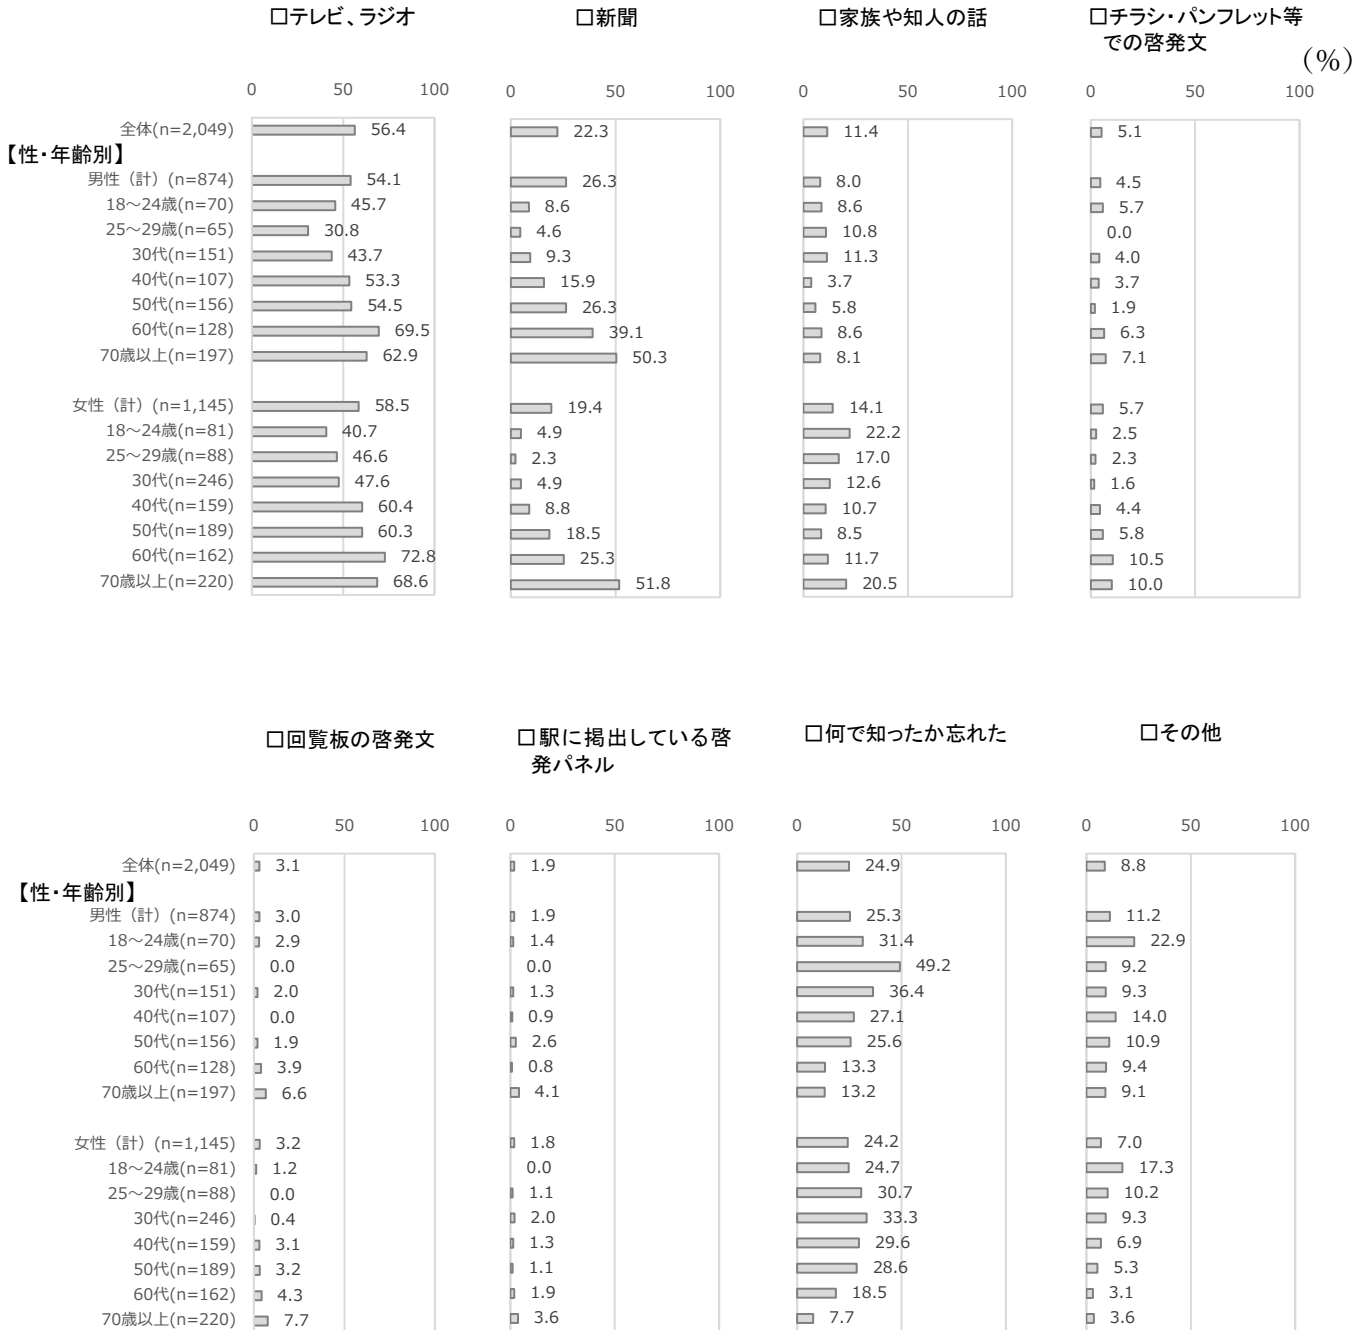 □テレビ、ラジオ □新聞 □家族や知人の話 □チラシ・パンフレット等
での啓発文
(%)
0 50 100 0 50 100 0 50 100 0 50 100
全体(n=2,049) 56.4 22.3 11.4 5.1
【性・年齢別】
男性（計）(n=874) 54.1 26.3 8.0 4.5
18～24歳(n=70) 45.7 8.6 8.6 5.7
25～29歳(n=65) 30.8 4.6 10.8 0.0
30代(n=151) 43.7 9.3 11.3 4.0
40代(n=107) 53.3 15.9 3.7 3.7
50代(n=156) 54.5 26.3 5.8 1.9
60代(n=128) 69.5 39.1 8.6 6.3
70歳以上(n=197) 62.9 50.3 8.1 7.1
女性（計）(n=1,145) 58.5 19.4 14.1 5.7
18～24歳(n=81) 40.7 4.9 22.2 2.5
25～29歳(n=88) 46.6 2.3 17.0 2.3
30代(n=246) 47.6 4.9 12.6 1.6
40代(n=159) 60.4 8.8 10.7 4.4
50代(n=189) 60.3 18.5 8.5 5.8
60代(n=162) 72.8 25.3 11.7 10.5
70歳以上(n=220) 68.6 51.8 20.5 10.0
□回覧板の啓発文 □駅に掲出している啓 □何で知ったか忘れた □その他
発パネル
0 50 100 0 50 100 0 50 100 0 50 100
全体(n=2,049) 3.1 1.9 24.9 8.8
【性・年齢別】
男性（計）(n=874) 3.0 1.9 25.3 11.2
18～24歳(n=70) 2.9 1.4 31.4 22.9
25～29歳(n=65) 0.0 0.0 49.2 9.2
30代(n=151) 2.0 1.3 36.4 9.3
40代(n=107) 0.0 0.9 27.1 14.0
50代(n=156) 1.9 2.6 25.6 10.9
60代(n=128) 3.9 0.8 13.3 9.4
70歳以上(n=197) 6.6 4.1 13.2 9.1
女性（計）(n=1,145) 3.2 1.8 24.2 7.0
18～24歳(n=81) 1.2 0.0 24.7 17.3
25～29歳(n=88) 0.0 1.1 30.7 10.2
30代(n=246) 0.4 2.0 33.3 9.3
40代(n=159) 3.1 1.3 29.6 6.9
50代(n=189) 3.2 1.1 28.6 5.3
60代(n=162) 4.3 1.9 18.5 3.1
70歳以上(n=220) 7.7 3.6 7.7 3.6